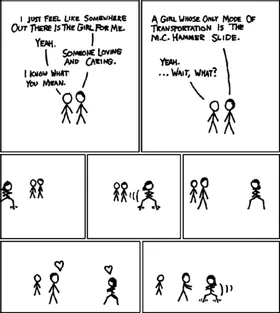 I JUST FEEL LIKE SOMEWHERE
OUT THERE IS THE GIRL FOR ME.
YEAH.
SOMEONE LOVING
AND CARING.
I KNOW WHAT
YOU MEAN.
A GIRL WHOSE ONLY MODE OF
TRANSPORTATION IS THE
M.C. HAMMER SLIDE.
YEAH.
...WAIT, WHAT?